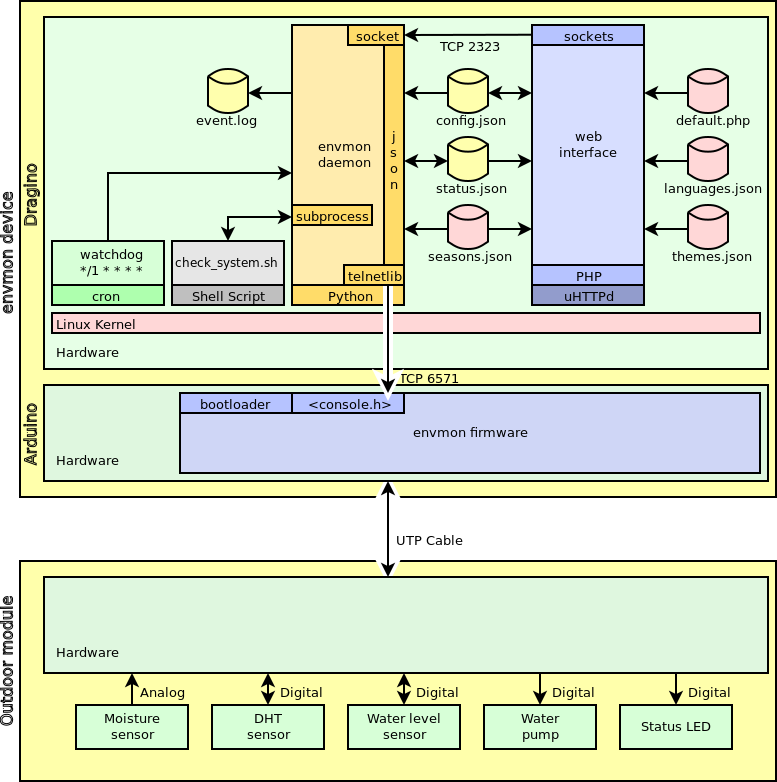 envmon device
Dragino
socket
TCP 2323
sockets
event.log
envmon
daemon
json
config.json
web
interface
default.php
status.json
languages.json
subprocess
seasons.json
themes.json
watchdog
*/1 * * * *
cron
check_system.sh
Shell Script
telnetlib
Python
PHP
uHTTPd
Linux Kernel
Hardware
TCP 6571
Arduino
bootloader
<console.h>
envmon firmware
Hardware
UTP Cable
Outdoor module
Hardware
Analog
Digital
Digital
Digital
Digital
Moisture
sensor
DHT
sensor
Water level
sensor
Water
pump
Status LED